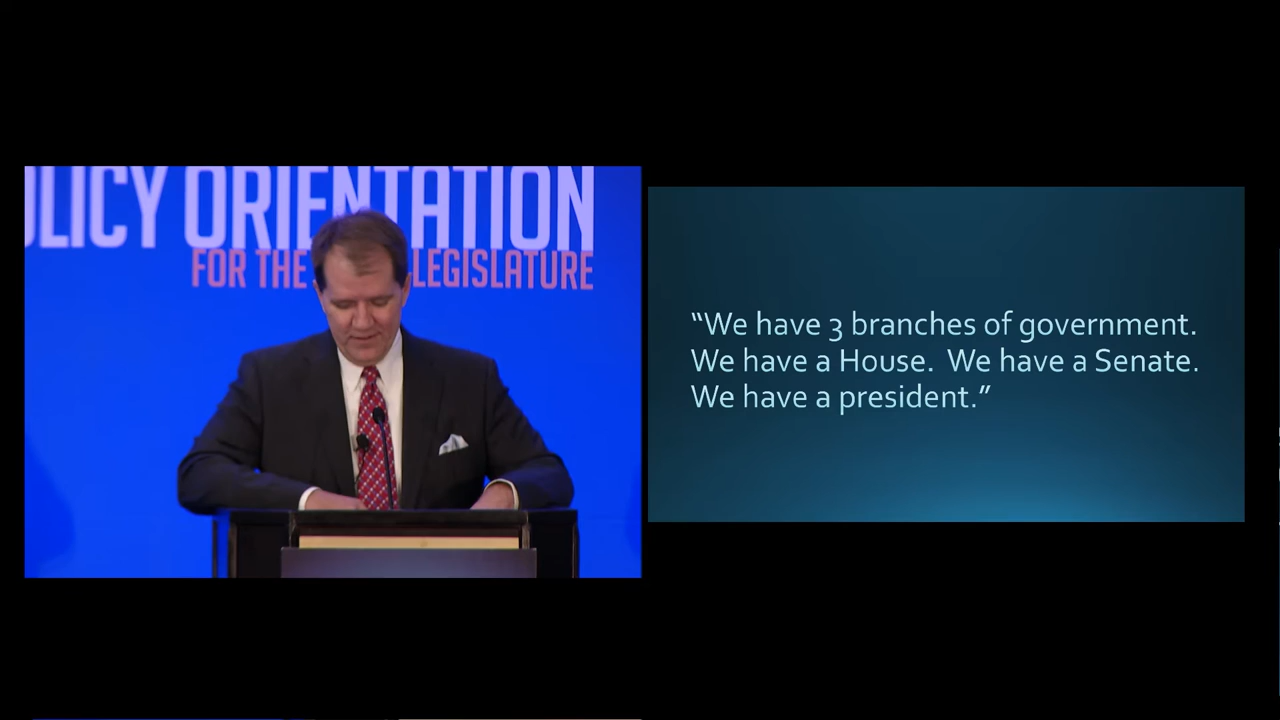 ORIENTATION
FOR THE LEGISLATURE
“We have 3 branches of government.
We have a House.  We have a Senate.
We have a president.”